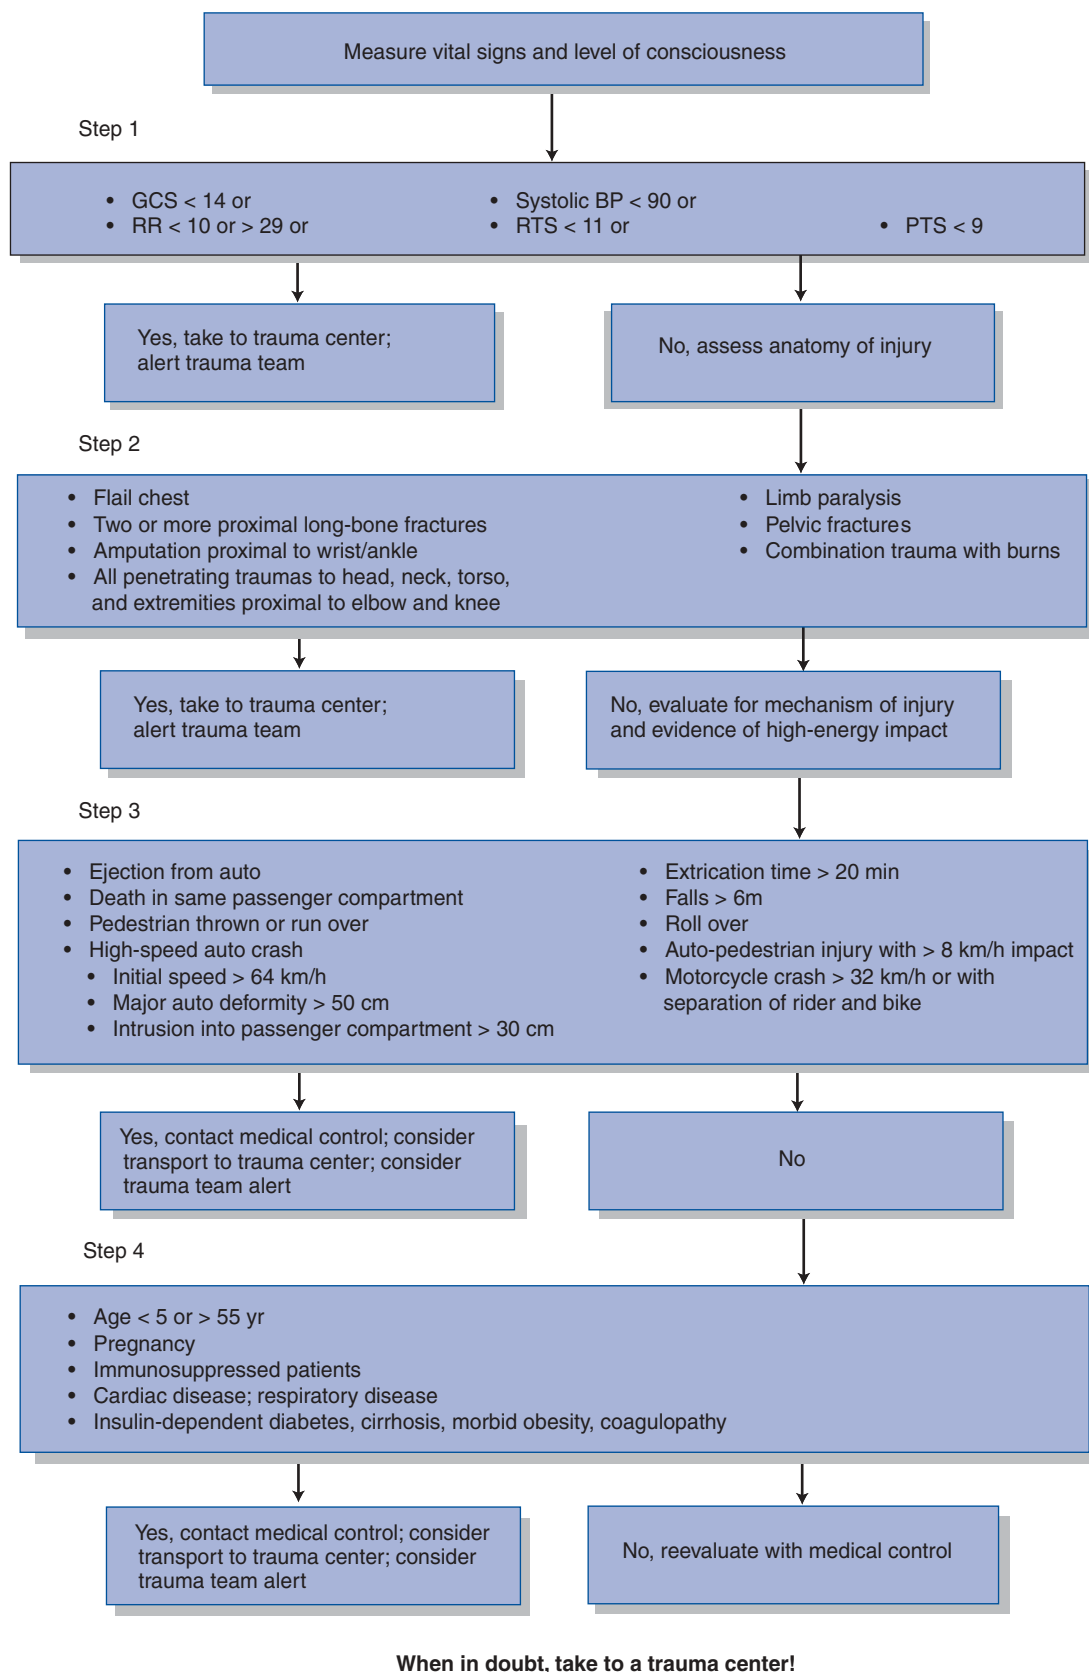 Measure vital signs and level of consciousness
Step 1
• GCS < 14 or
• RR < 10 or > 29 or
• Systolic BP < 90 or
• RTS < 11 or
• PTS < 9
Yes, take to trauma center;
alert trauma team
No, assess anatomy of injury
Step 2
• Flail chest
• Two or more proximal long-bone fractures
• Amputation proximal to wrist/ankle
• All penetrating traumas to head, neck, torso,
and extremities proximal to elbow and knee
• Limb paralysis
• Pelvic fractures
• Combination trauma with burns
Yes, take to trauma center;
alert trauma team
No, evaluate for mechanism of injury
and evidence of high-energy impact
Step 3
• Ejection from auto
• Death in same passenger compartment
• Pedestrian thrown or run over
• High-speed auto crash
• Initial speed > 64 km/h
• Major auto deformity > 50 cm
• Intrusion into passenger compartment > 30 cm
• Extrication time > 20 min
• Falls > 6m
• Roll over
• Auto-pedestrian injury with > 8 km/h impact
• Motorcycle crash > 32 km/h or with
separation of rider and bike
Yes, contact medical control; consider
transport to trauma center; consider
trauma team alert
No
Step 4
• Age < 5 or > 55 yr
• Pregnancy
• Immunosuppressed patients
• Cardiac disease; respiratory disease
• Insulin-dependent diabetes, cirrhosis, morbid obesity, coagulopathy
Yes, contact medical control; consider
transport to trauma center; consider
trauma team alert
No, reevaluate with medical control
When in doubt, take to a trauma center!